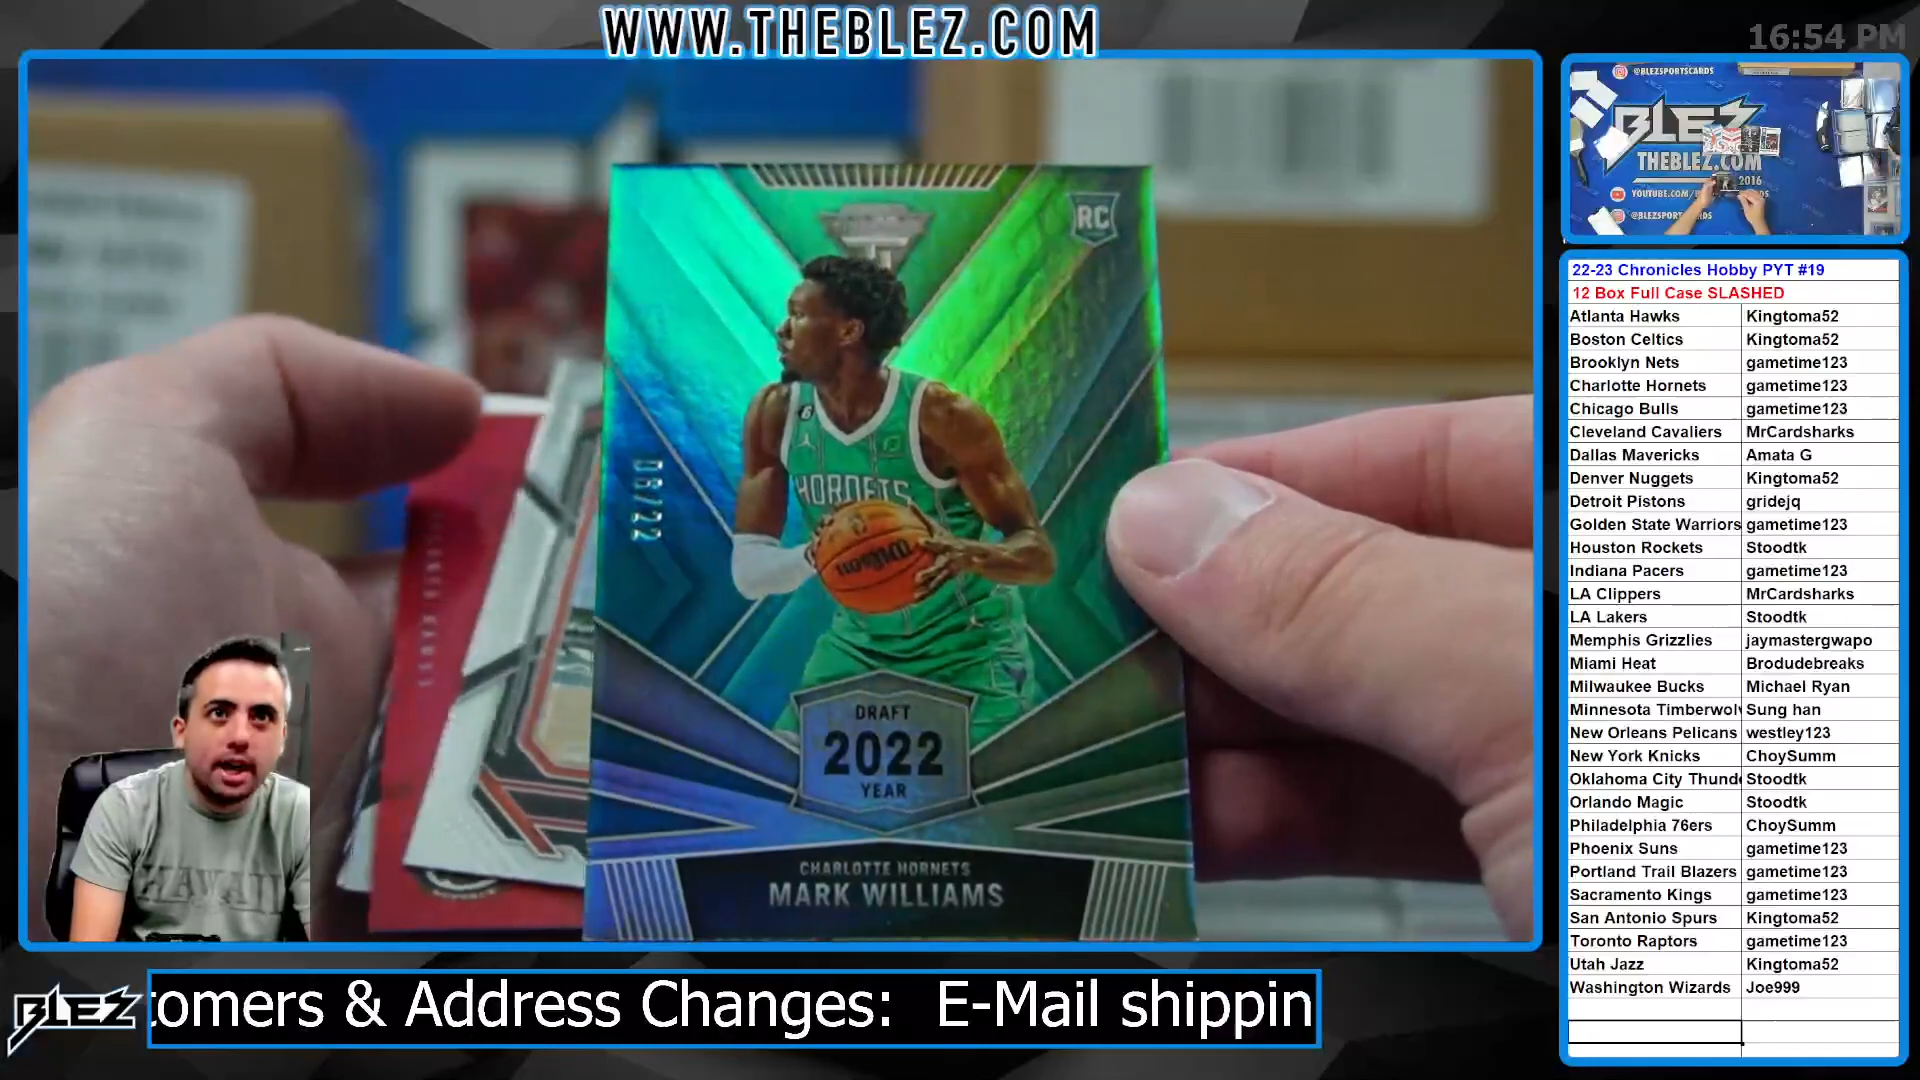 WWW.THEBLEZ.COM
16:54 PM
@BLEZSPORTSCARDS
BLEZ
THEBLEZ.COM
2016
YOUTUBE.COM/
@BLEZSPORTSCARDS
RC
HORNETS
6
Wilson
08/22
DRAFT
2022
YEAR
CHARLOTTE HORNETS
MARK WILLIAMS
22-23 Chronicles Hobby PYT #19
12 Box Full Case SLASHED
Atlanta Hawks Kingtoma52
Boston Celtics Kingtoma52
Brooklyn Nets gametime123
Charlotte Hornets gametime123
Chicago Bulls gametime123
Cleveland Cavaliers MrCardsharks
Dallas Mavericks Amata G
Denver Nuggets Kingtoma52
Detroit Pistons gridejq
Golden State Warriors gametime123
Houston Rockets Stoodtk
Indiana Pacers gametime123
LA Clippers MrCardsharks
LA Lakers Stoodtk
Memphis Grizzlies jaymastergwapo
Miami Heat Brodudebreaks
Milwaukee Bucks Michael Ryan
Minnesota Timberwolv Sung han
New Orleans Pelicans westley123
New York Knicks ChoySumm
Oklahoma City Thunde Stoodtk
Orlando Magic Stoodtk
Philadelphia 76ers ChoySumm
Phoenix Suns gametime123
Portland Trail Blazers gametime123
Sacramento Kings gametime123
San Antonio Spurs Kingtoma52
Toronto Raptors gametime123
Utah Jazz Kingtoma52
Washington Wizards Joe999
BLEZ
tomers & Address Changes: E-Mail shippin